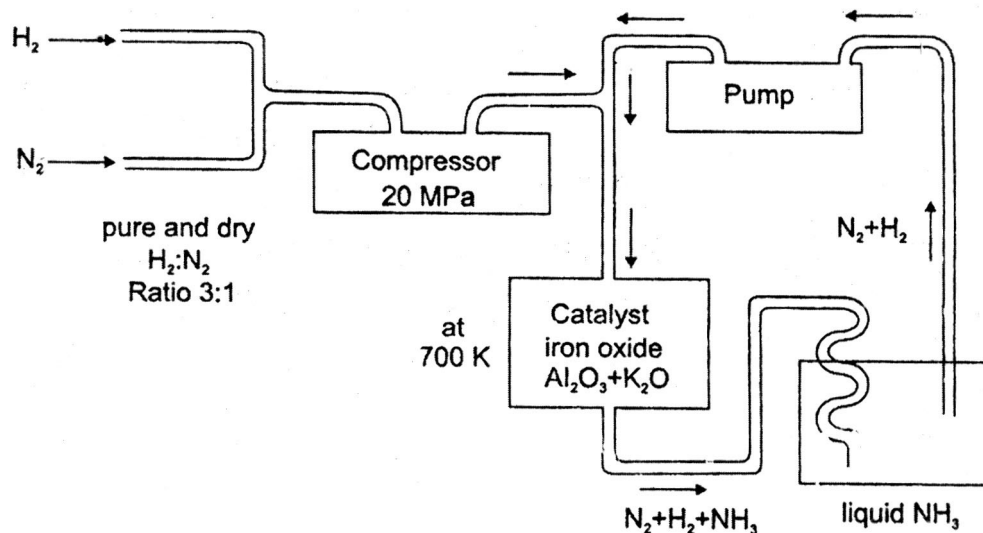 H₂
N₂
pure and dry
H₂:N₂
Ratio 3:1
Compressor
20 MPa
Pump
N₂+H₂
at
700 K
Catalyst
iron oxide
Al₂O₃+K₂O
N₂+H₂+NH₃
liquid NH₃